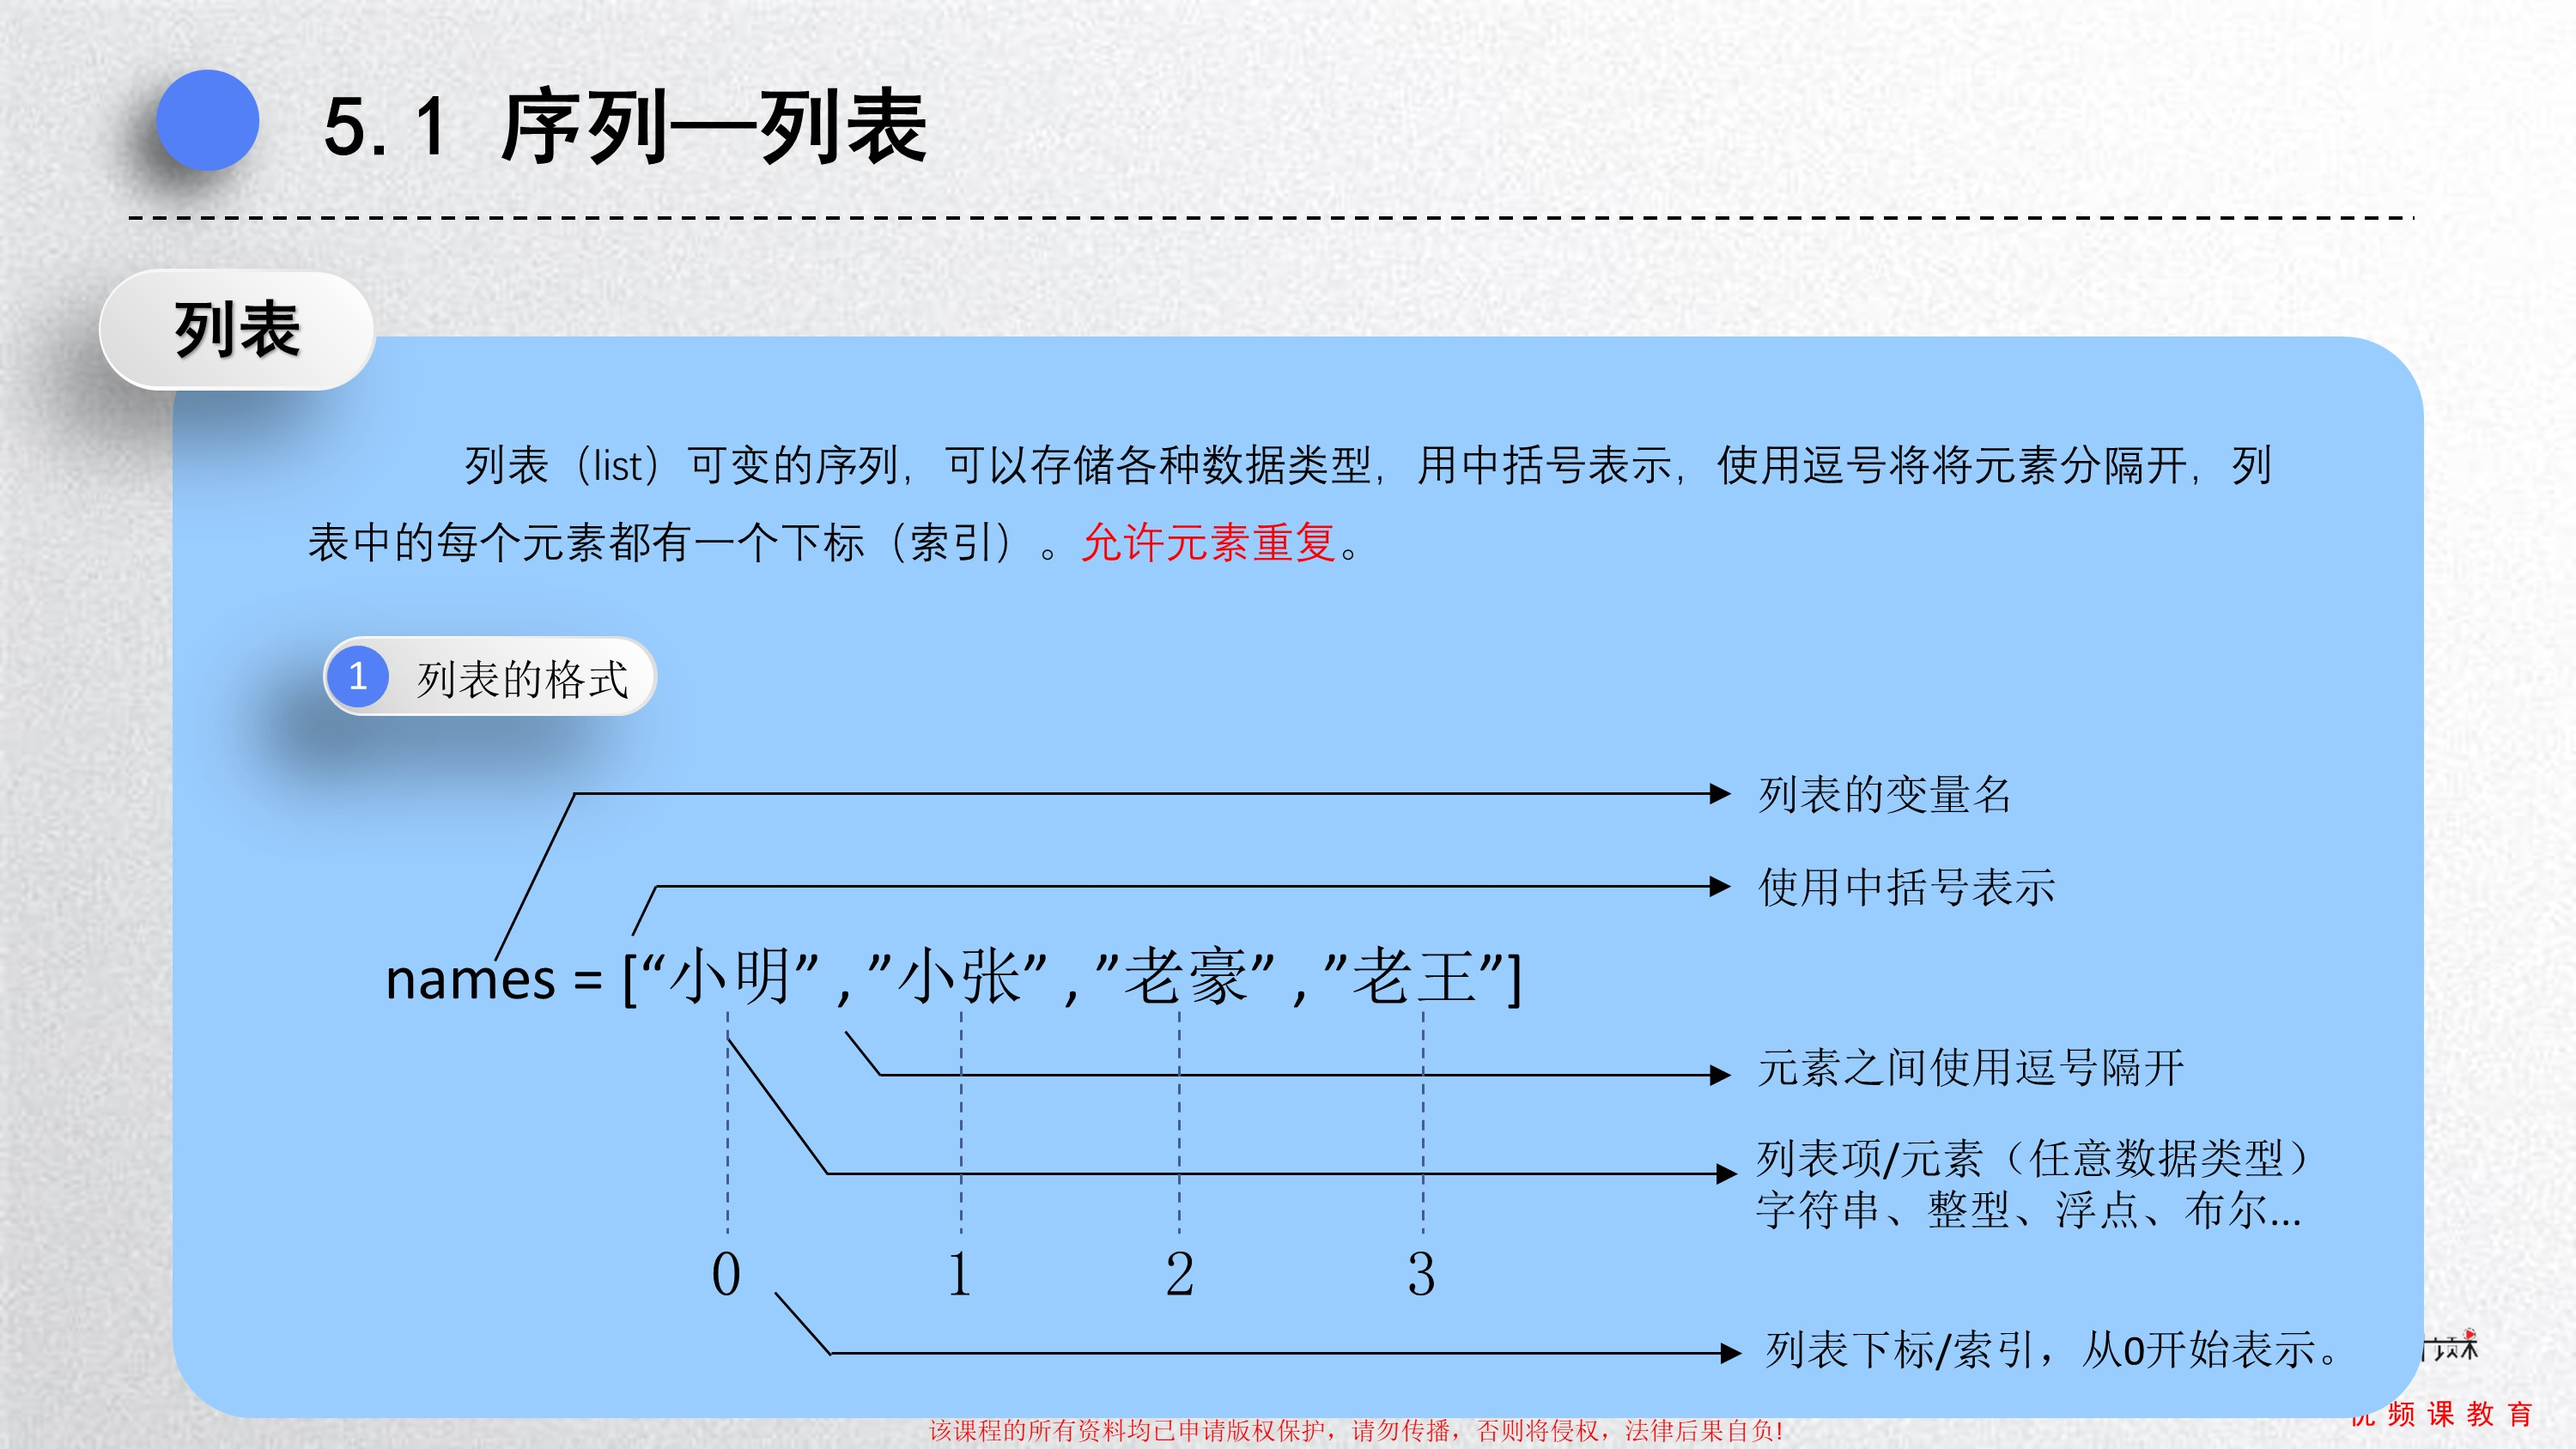 5.1 序列—列表
列表
列表（list）可变的序列，可以存储各种数据类型，用中括号表示，使用逗号将将元素分隔开，列
表中的每个元素都有一个下标（索引）。允许元素重复。
1 列表的格式
列表的变量名
使用中括号表示
names = [“小明” ,”小张” ,”老豪” ,”老王”]
元素之间使用逗号隔开
列表项/元素（任意数据类型）
字符串、整型、浮点、布尔...
0 1 2 3
列表下标/索引，从0开始表示。
频课教育
该课程的所有资料均已申请版权保护，请勿传播，否则将侵权，法律后果自负!